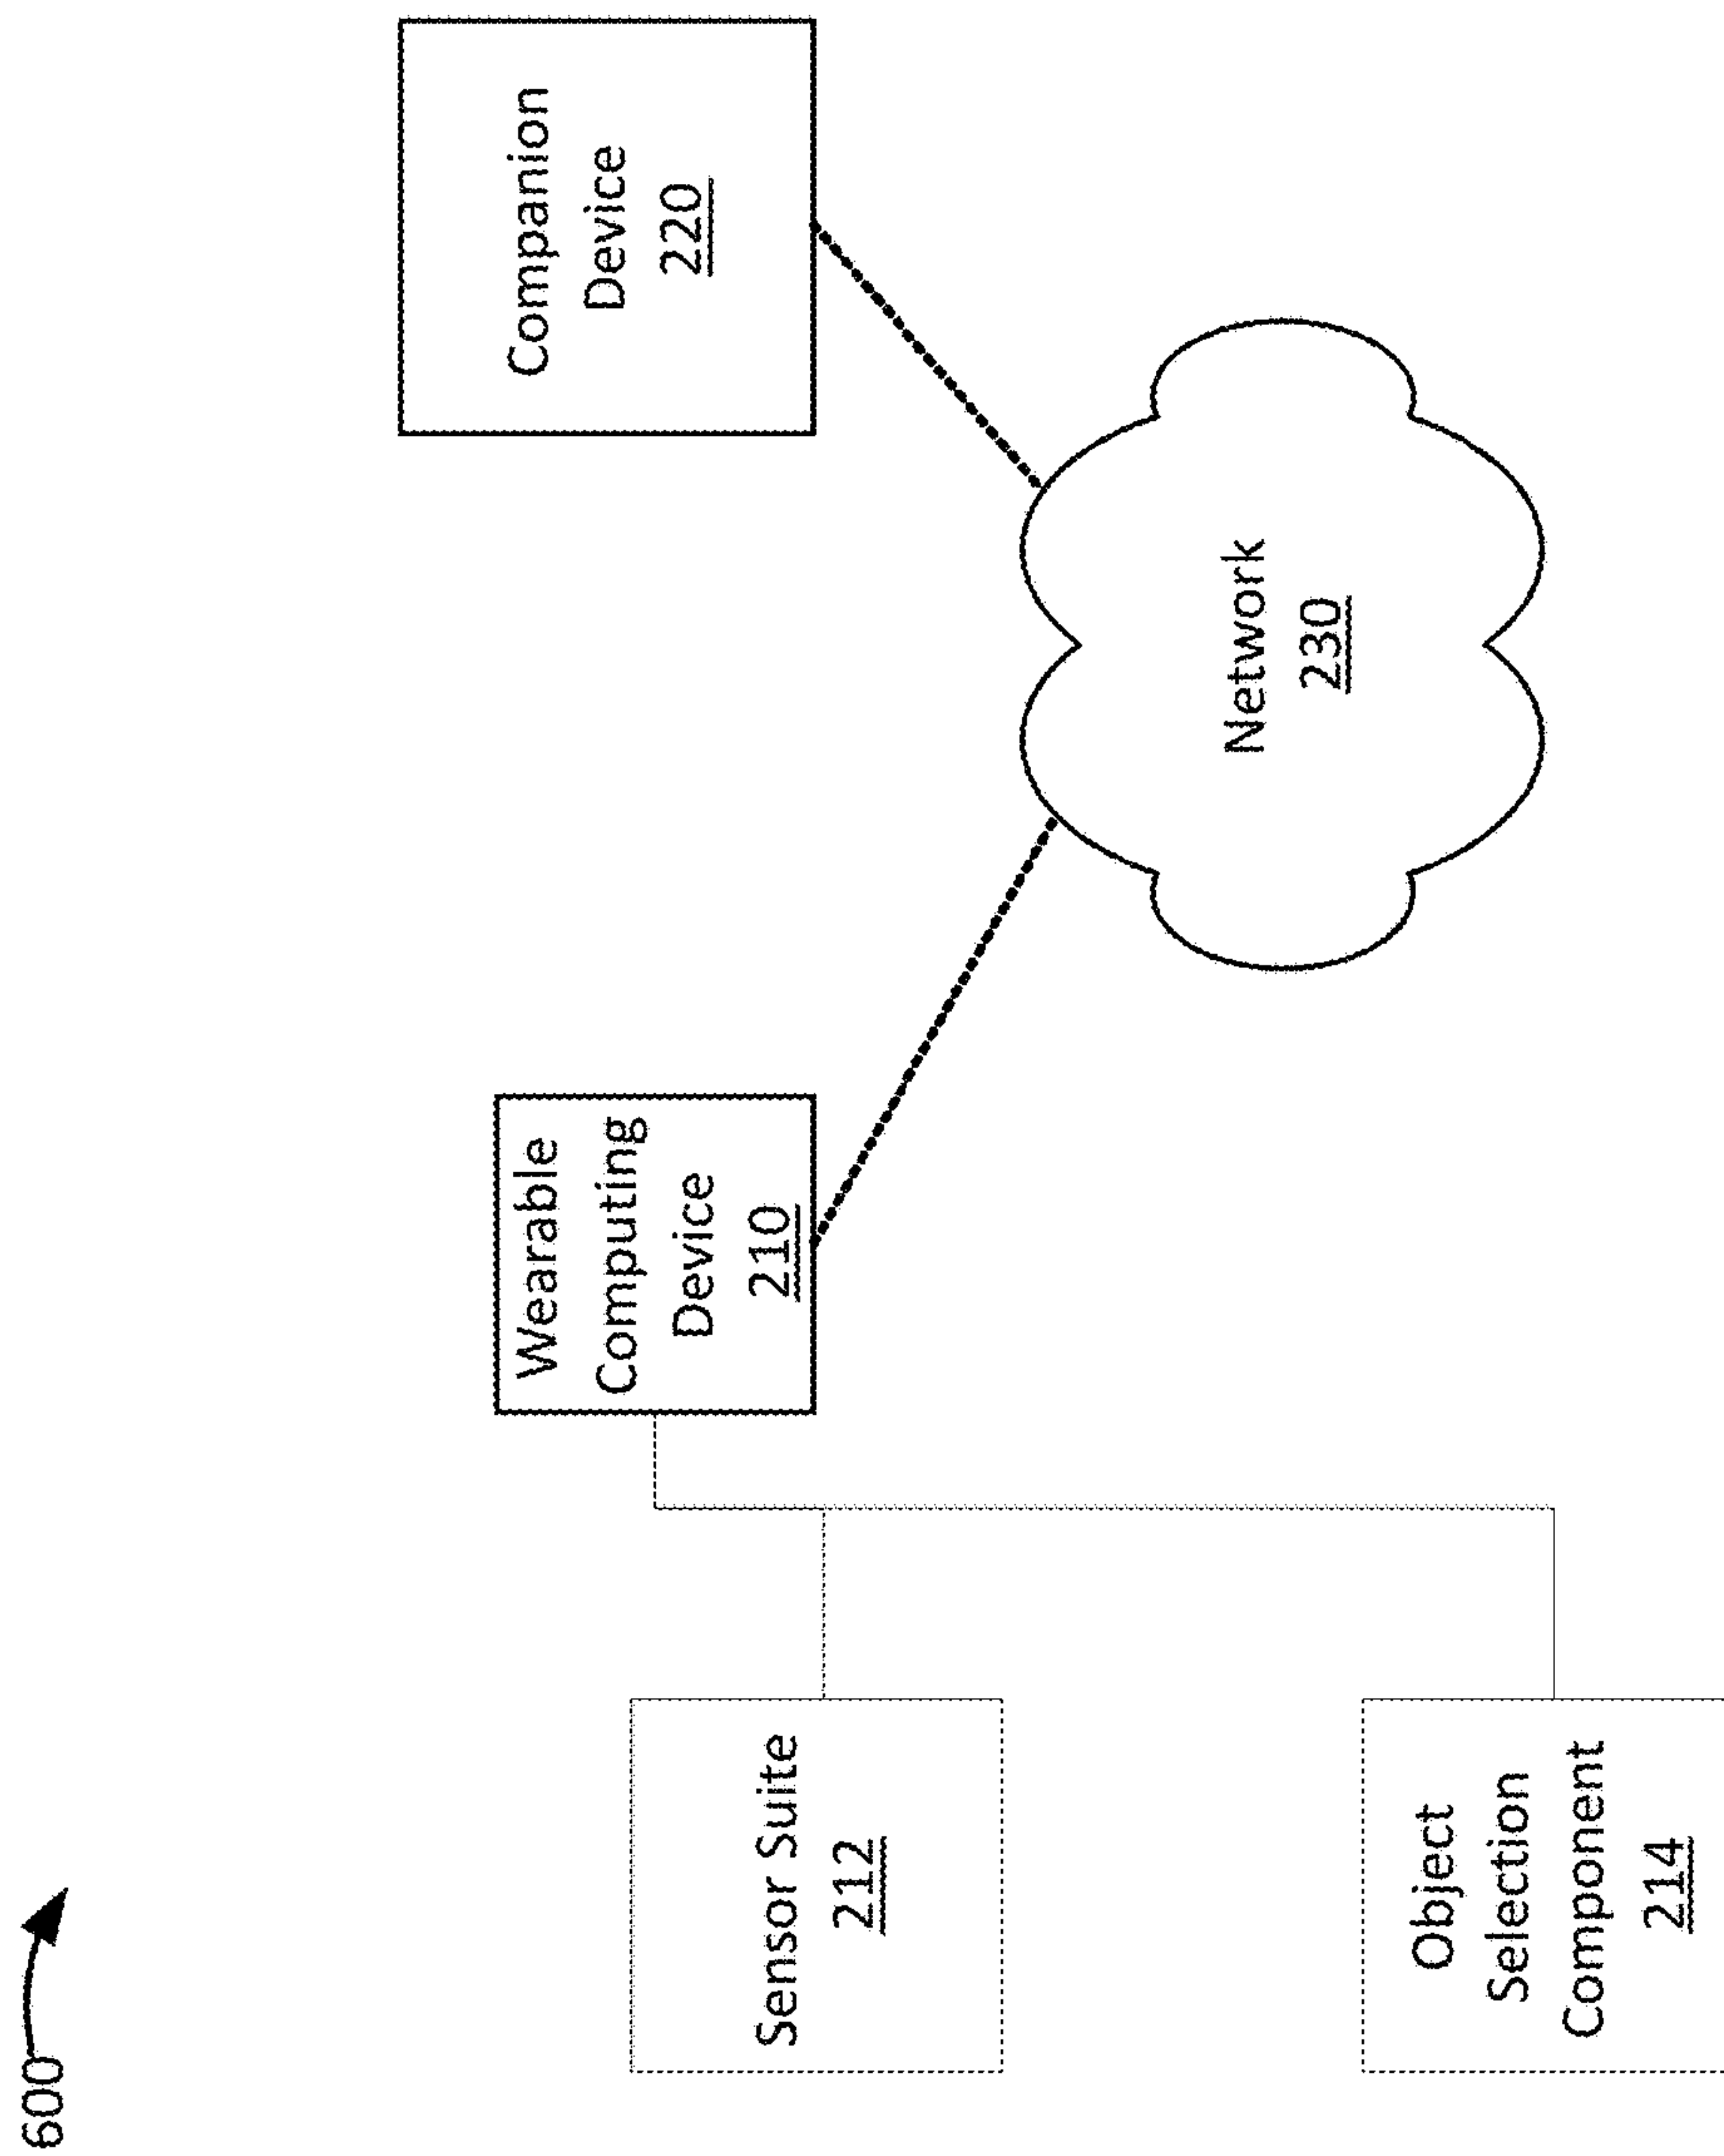 600
Sensor Suite
212
Object
Selection
Component
214
Wearable
Computing
Device
210
Network
230
Companion
Device
220